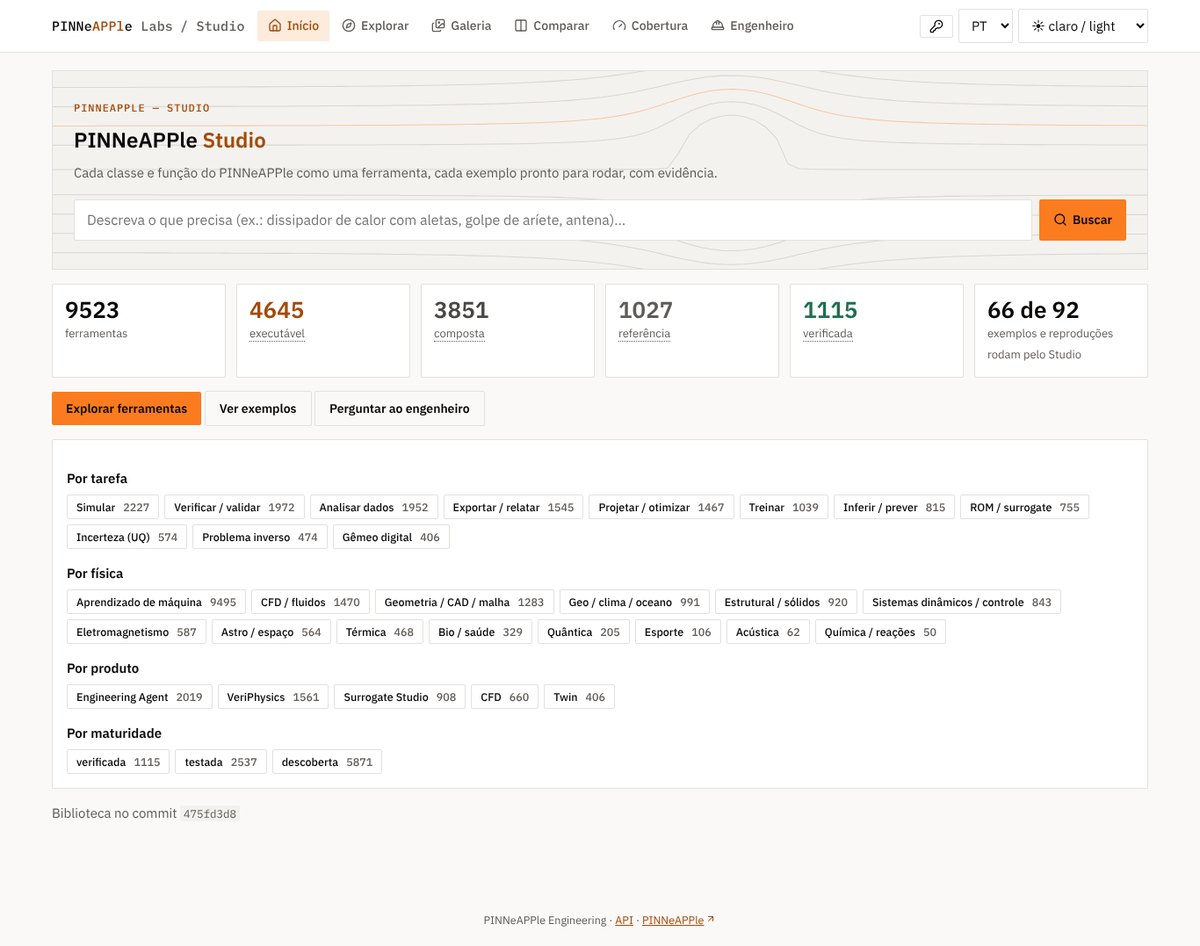 PINNeAPPle Labs / Studio Início Explorar Galeria Comparar Cobertura Engenheiro PT claro / light
PINNEAPPLE — STUDIO
PINNeAPPle Studio
Cada classe e função do PINNeAPPle como uma ferramenta, cada exemplo pronto para rodar, com evidência.
Descreva o que precisa (ex.: dissipador de calor com aletas, golpe de aríete, antena)... Buscar
9523 4645 3851 1027 1115 66 de 92
ferramentas executável composta referência verificada exemplos e reproduções
rodam pelo Studio
Explorar ferramentas Ver exemplos Perguntar ao engenheiro
Por tarefa
Simular 2227 Verificar / validar 1972 Analisar dados 1952 Exportar / relatar 1545 Projetar / otimizar 1467 Treinar 1039 Inferir / prever 815 ROM / surrogate 755
Incerteza (UQ) 574 Problema inverso 474 Gêmeo digital 406
Por física
Aprendizado de máquina 9495 CFD / fluidos 1470 Geometria / CAD / malha 1283 Geo / clima / oceano 991 Estrutural / sólidos 920 Sistemas dinâmicos / controle 843
Eletromagnetismo 587 Astro / espaço 564 Térmica 468 Bio / saúde 329 Quântica 205 Esporte 106 Acústica 62 Química / reações 50
Por produto
Engineering Agent 2019 VeriPhysics 1561 Surrogate Studio 908 CFD 660 Twin 406
Por maturidade
verificada 1115 testada 2537 descoberta 5871
Biblioteca no commit 475fd3d8
PINNeAPPle Engineering · API · PINNeAPPle ↗